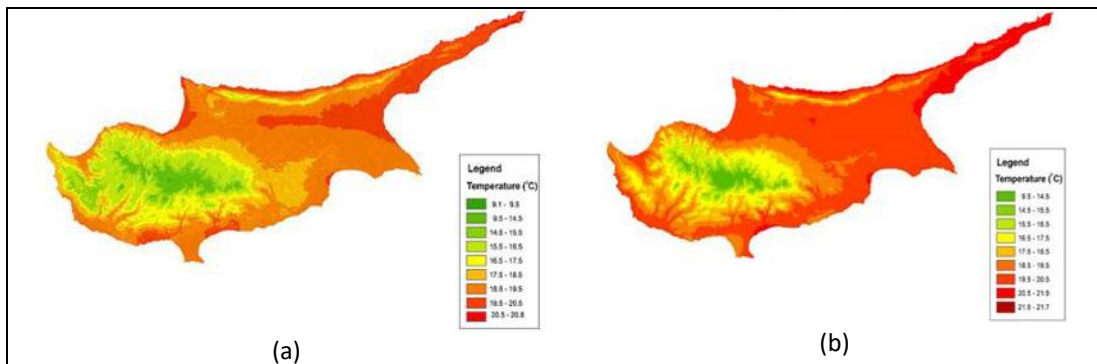 Legend
Temperature (°C)
9.1 - 9.5
9.5 - 14.5
14.5 - 15.5
15.5 - 16.5
16.5 - 17.5
17.5 - 18.5
18.5 - 19.5
19.5 - 20.5
20.5 - 20.8
(a)
Legend
Temperature (°C)
9.5 - 14.5
14.5 - 15.5
15.5 - 16.5
16.5 - 17.5
17.5 - 18.5
18.5 - 19.5
19.5 - 20.5
20.5 - 21.5
21.5 - 21.7
(b)